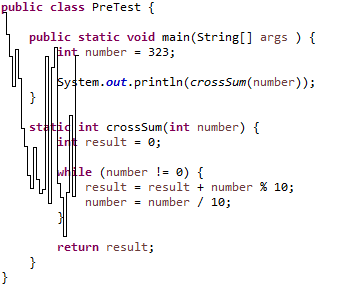 public class PreTest {
public static void main(String[] args ) {
int number = 323;
System.out.println(crossSum(number));
}
static int crossSum(int number) {
int result = 0;
while (number != 0) {
result = result + number % 10;
number = number / 10;
}
return result;
}
}